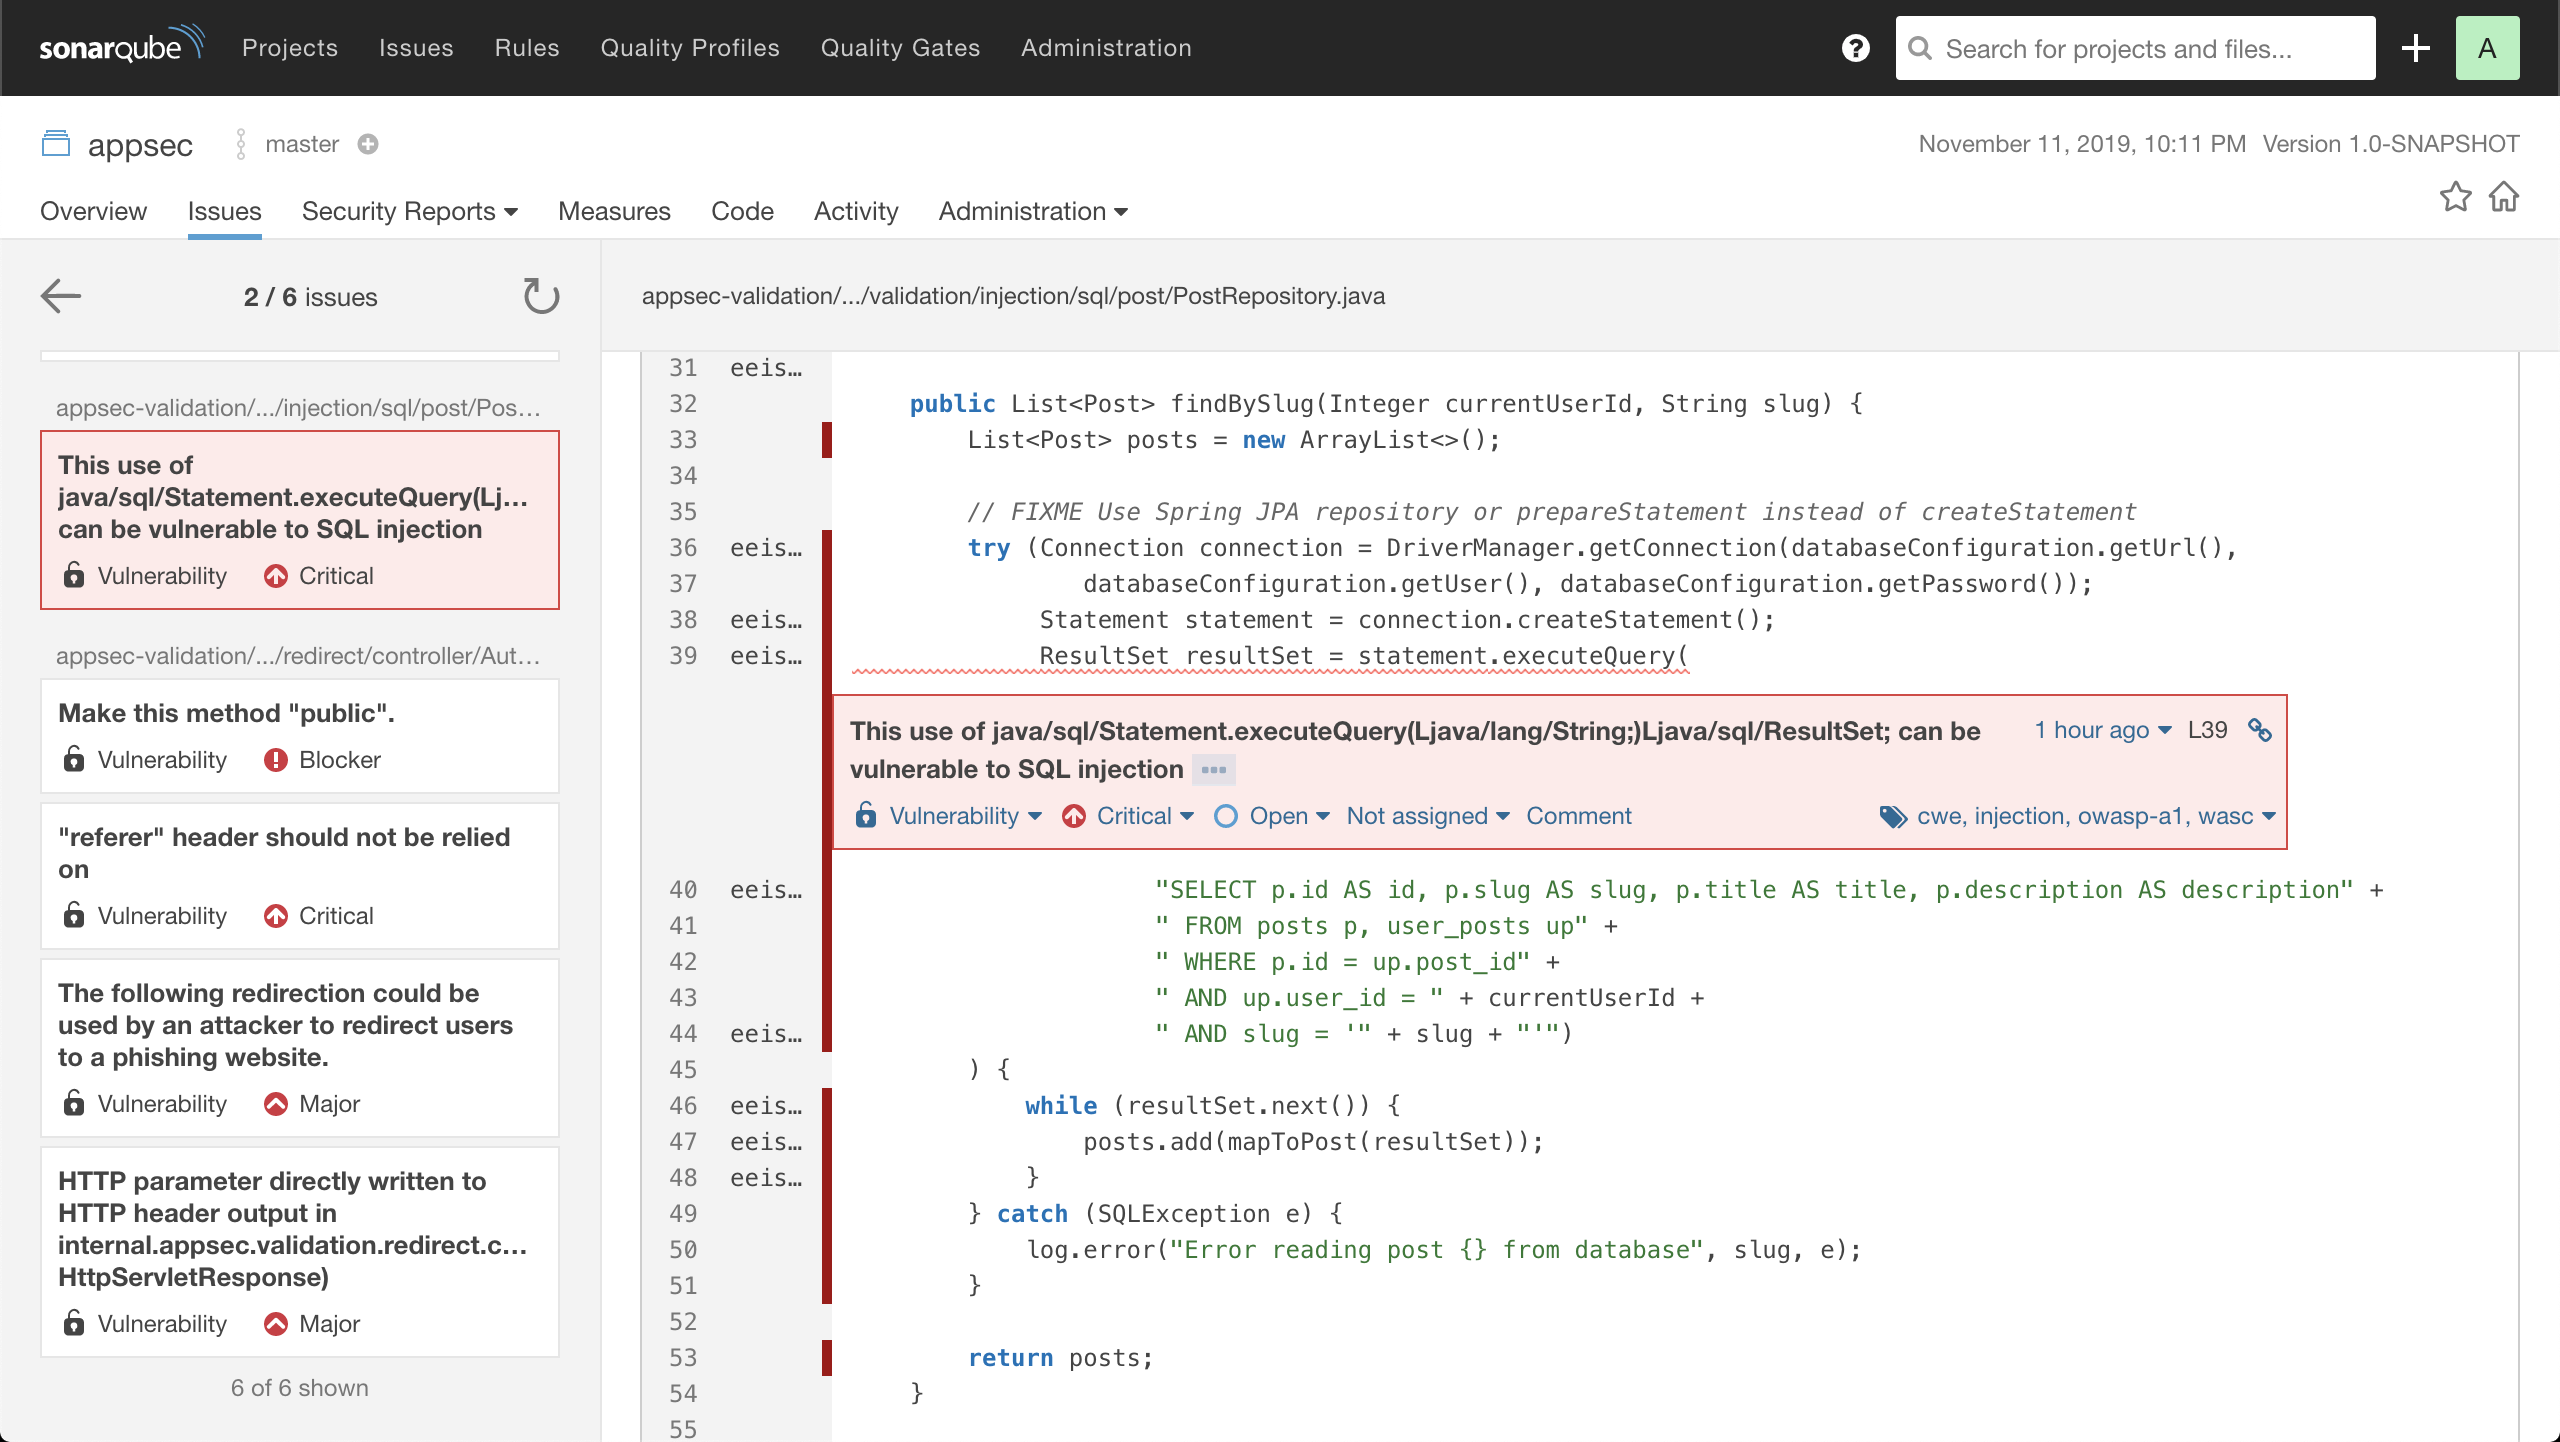 sonarqube Projects Issues Rules Quality Profiles Quality Gates Administration ? Search for projects and files... A
appsec master November 11, 2019, 10:11 PM Version 1.0-SNAPSHOT
Overview Issues Security Reports Measures Code Activity Administration
2 / 6 issues
appsec-validation/.../injection/sql/post/Pos...
This use of
java/sql/Statement.executeQuery(Lj...
can be vulnerable to SQL injection
Vulnerability Critical
appsec-validation/.../redirect/controller/Aut...
Make this method "public".
Vulnerability Blocker
"referer" header should not be relied
on
Vulnerability Critical
The following redirection could be
used by an attacker to redirect users
to a phishing website.
Vulnerability Major
HTTP parameter directly written to
HTTP header output in
internal.appsec.validation.redirect.c...
HttpServletResponse)
Vulnerability Major
6 of 6 shown
appsec-validation/.../validation/injection/sql/post/PostRepository.java
31 eeis…
32 public List<Post> findBySlug(Integer currentUserId, String slug) {
33 List<Post> posts = new ArrayList<>();
34
35 // FIXME Use Spring JPA repository or prepareStatement instead of createStatement
36 eeis… try (Connection connection = DriverManager.getConnection(databaseConfiguration.getUrl(),
37 databaseConfiguration.getUser(), databaseConfiguration.getPassword());
38 eeis… Statement statement = connection.createStatement();
39 eeis… ResultSet resultSet = statement.executeQuery(
This use of java/sql/Statement.executeQuery(Ljava/lang/String;)Ljava/sql/ResultSet; can be 1 hour ago L39
vulnerable to SQL injection
Vulnerability Critical Open Not assigned Comment cwe, injection, owasp-a1, wasc
40 eeis… "SELECT p.id AS id, p.slug AS slug, p.title AS title, p.description AS description" +
41 " FROM posts p, user_posts up" +
42 " WHERE p.id = up.post_id" +
43 " AND up.user_id = " + currentUserId +
44 eeis… " AND slug = '" + slug + "'")
45 ) {
46 eeis… while (resultSet.next()) {
47 eeis… posts.add(mapToPost(resultSet));
48 eeis… }
49 } catch (SQLException e) {
50 log.error("Error reading post {} from database", slug, e);
51 }
52
53 return posts;
54 }
55